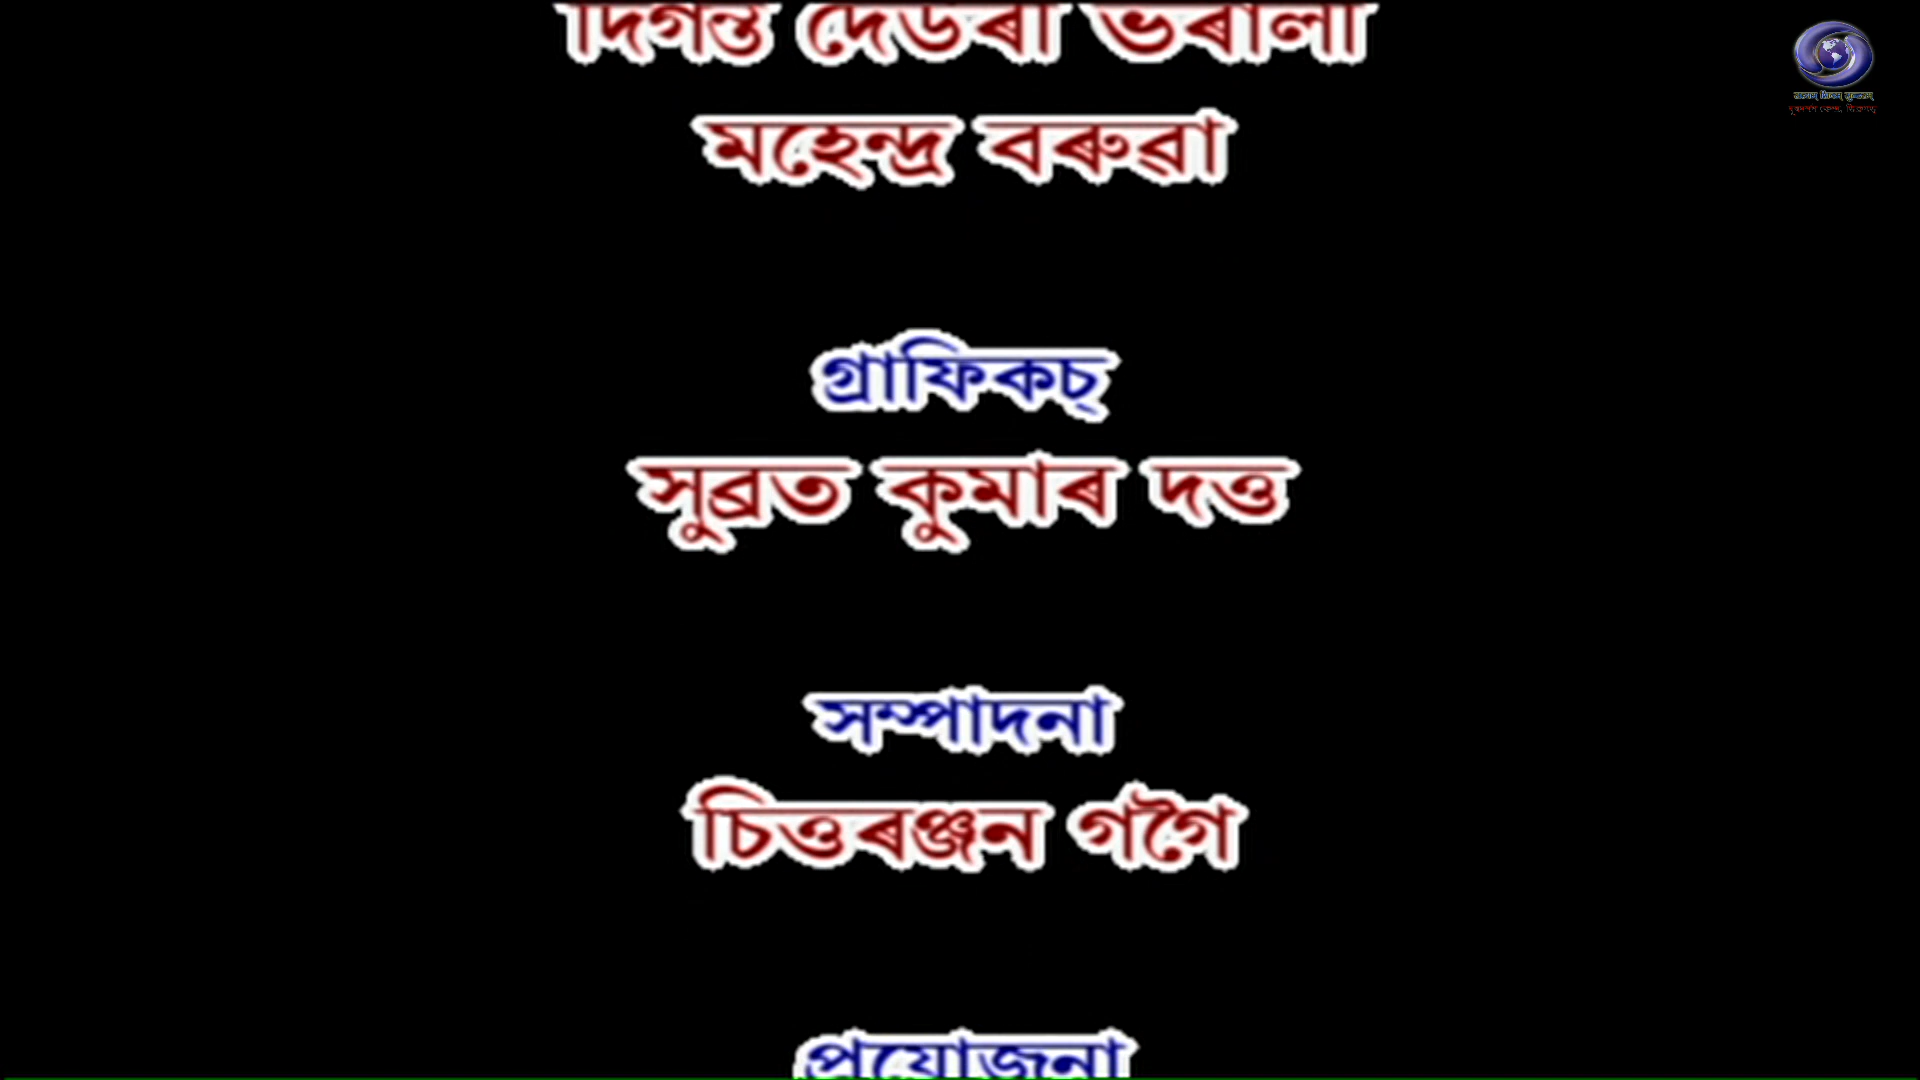 দিগন্ত দেউৰী ভৰালী
মহেন্দ্ৰ বৰুৱা
গ্ৰাফিকচ্
সুব্ৰত কুমাৰ দত্ত
সম্পাদনা
চিত্তৰঞ্জন গগৈ
প্ৰযোজনা